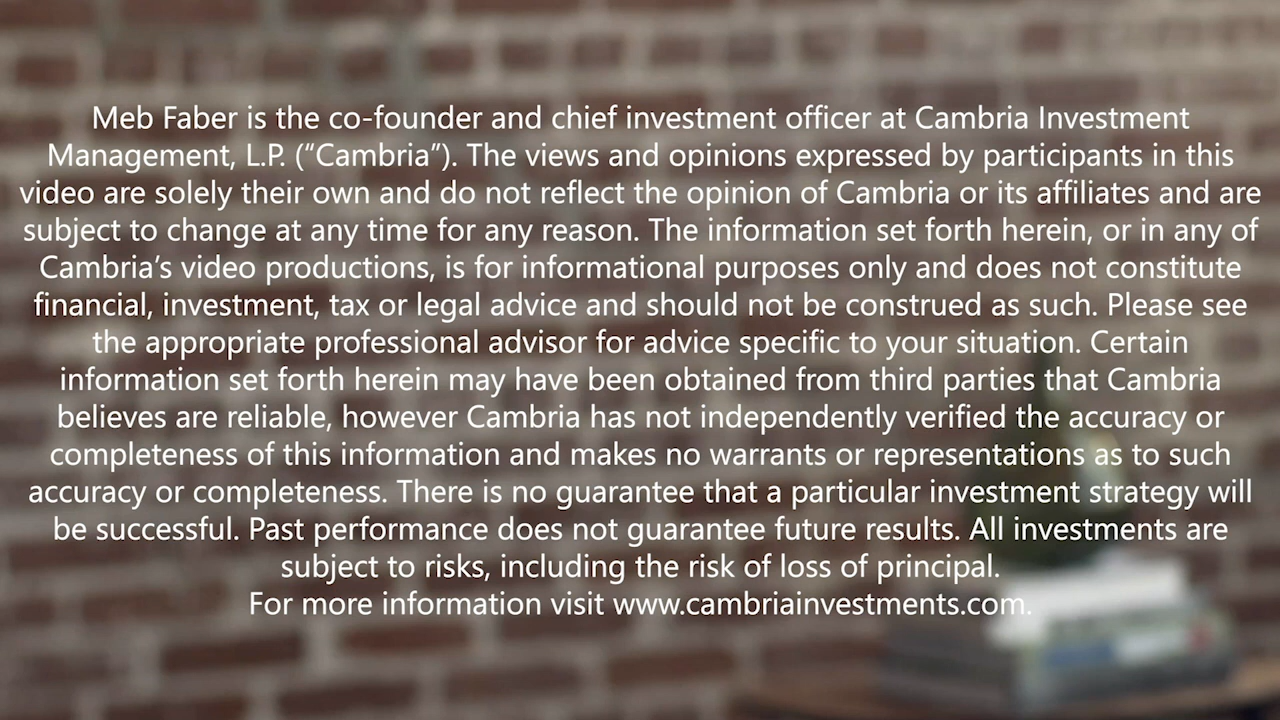 Meb Faber is the co-founder and chief investment officer at Cambria Investment
Management, L.P. (“Cambria”). The views and opinions expressed by participants in this
video are solely their own and do not reflect the opinion of Cambria or its affiliates and are
subject to change at any time for any reason. The information set forth herein, or in any of
Cambria’s video productions, is for informational purposes only and does not constitute
financial, investment, tax or legal advice and should not be construed as such. Please see
the appropriate professional advisor for advice specific to your situation. Certain
information set forth herein may have been obtained from third parties that Cambria
believes are reliable, however Cambria has not independently verified the accuracy or
completeness of this information and makes no warrants or representations as to such
accuracy or completeness. There is no guarantee that a particular investment strategy will
be successful. Past performance does not guarantee future results. All investments are
subject to risks, including the risk of loss of principal.
For more information visit www.cambriainvestments.com.